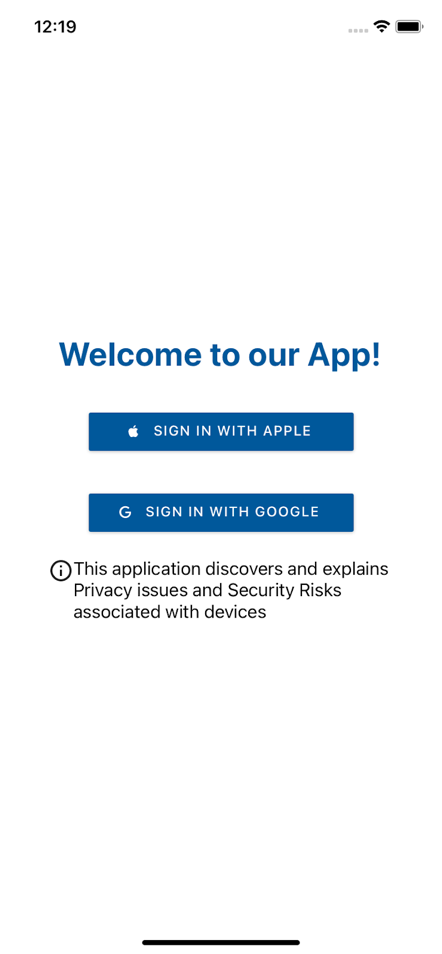 12:19
Welcome to our App!
SIGN IN WITH APPLE
SIGN IN WITH GOOGLE
This application discovers and explains
Privacy issues and Security Risks
associated with devices